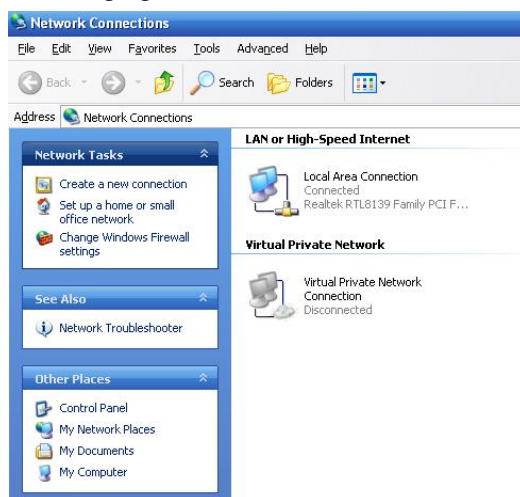 Network Connections
File Edit View Favorites Tools Advanced Help
Back Search Folders
Address Network Connections
Network Tasks
Create a new connection
Set up a home or small
office network
Change Windows Firewall
settings
See Also
Network Troubleshooter
Other Places
Control Panel
My Network Places
My Documents
My Computer
LAN or High-Speed Internet
Local Area Connection
Connected
Realtek RTL8139 Family PCI F...
Virtual Private Network
Virtual Private Network
Connection
Disconnected